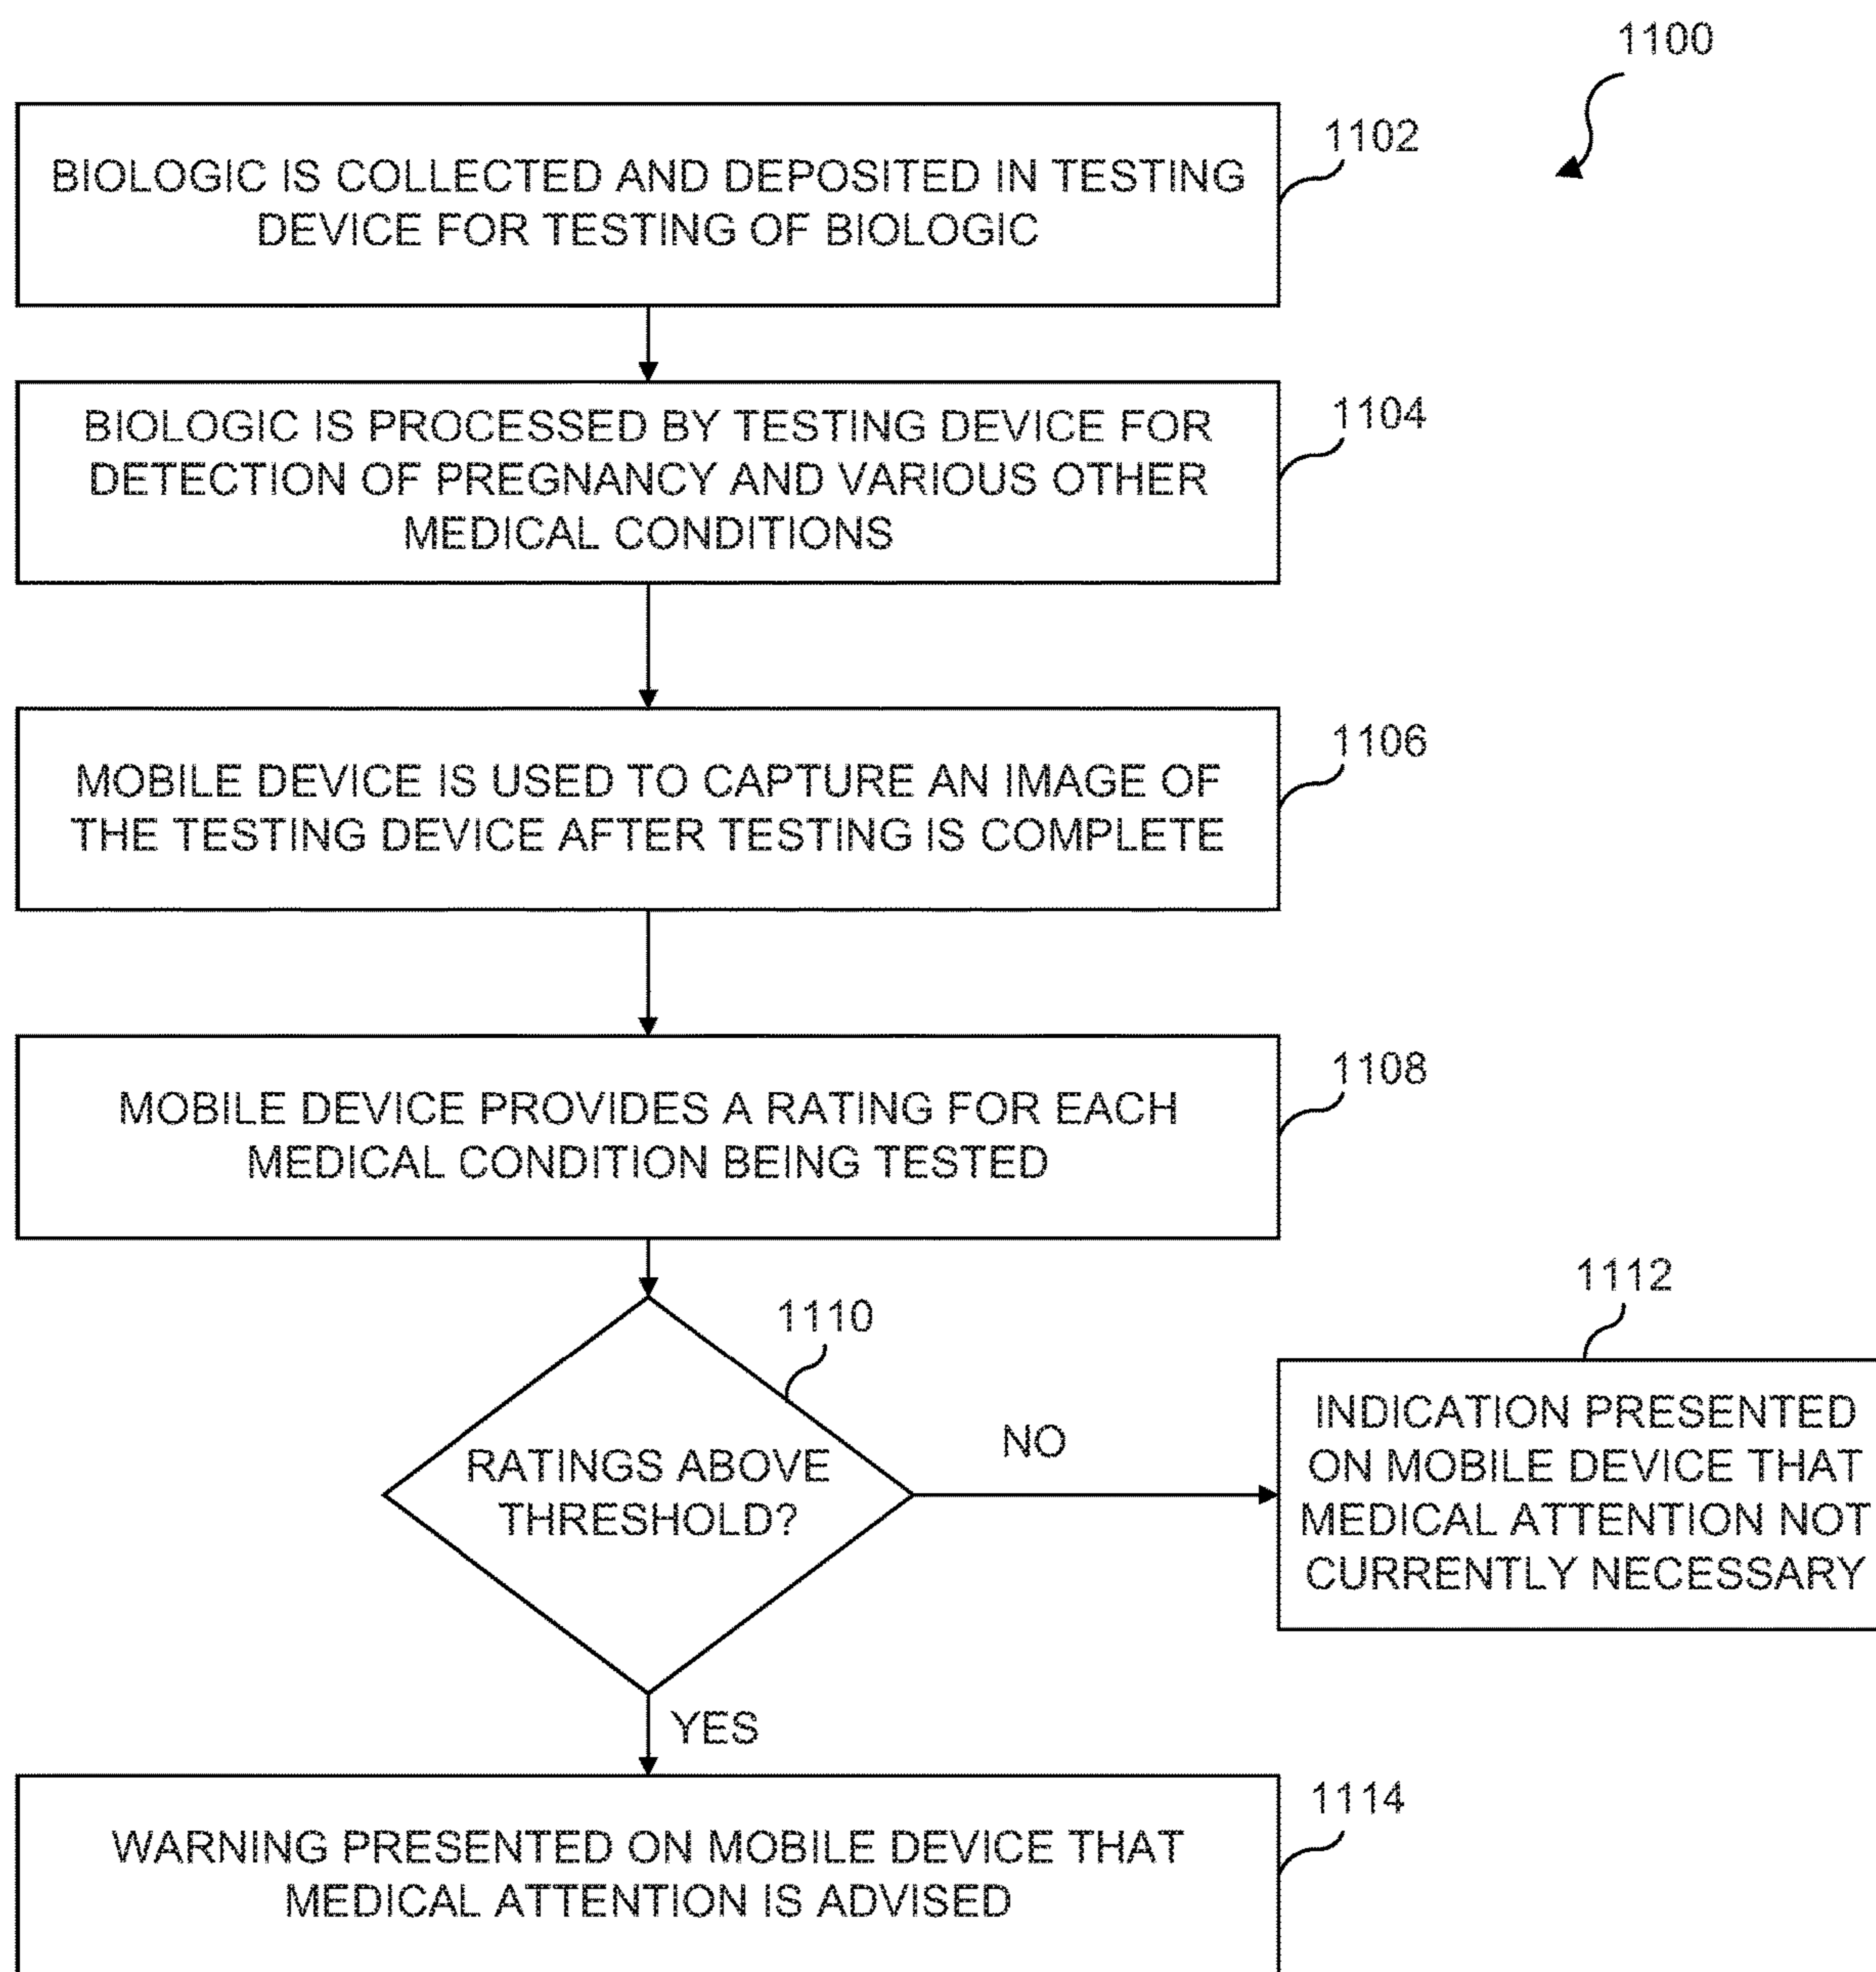 1100
1102
BIOLOGIC IS COLLECTED AND DEPOSITED IN TESTING
DEVICE FOR TESTING OF BIOLOGIC
1104
BIOLOGIC IS PROCESSED BY TESTING DEVICE FOR
DETECTION OF PREGNANCY AND VARIOUS OTHER
MEDICAL CONDITIONS
1106
MOBILE DEVICE IS USED TO CAPTURE AN IMAGE OF
THE TESTING DEVICE AFTER TESTING IS COMPLETE
1108
MOBILE DEVICE PROVIDES A RATING FOR EACH
MEDICAL CONDITION BEING TESTED
1110
RATINGS ABOVE
THRESHOLD?
NO
1112
INDICATION PRESENTED
ON MOBILE DEVICE THAT
MEDICAL ATTENTION NOT
CURRENTLY NECESSARY
YES
1114
WARNING PRESENTED ON MOBILE DEVICE THAT
MEDICAL ATTENTION IS ADVISED